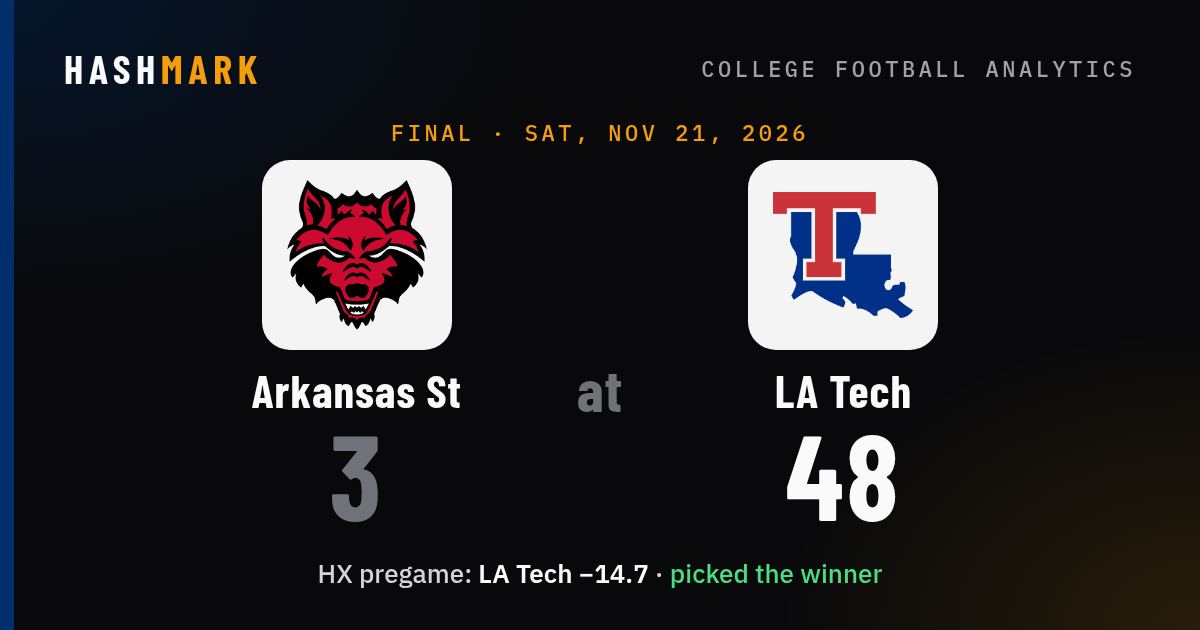 HASHMARK
COLLEGE FOOTBALL ANALYTICS
FINAL · SAT, NOV 21, 2026
T
Arkansas St
at
LA Tech
3
48
HX pregame: LA Tech −14.7 · picked the winner